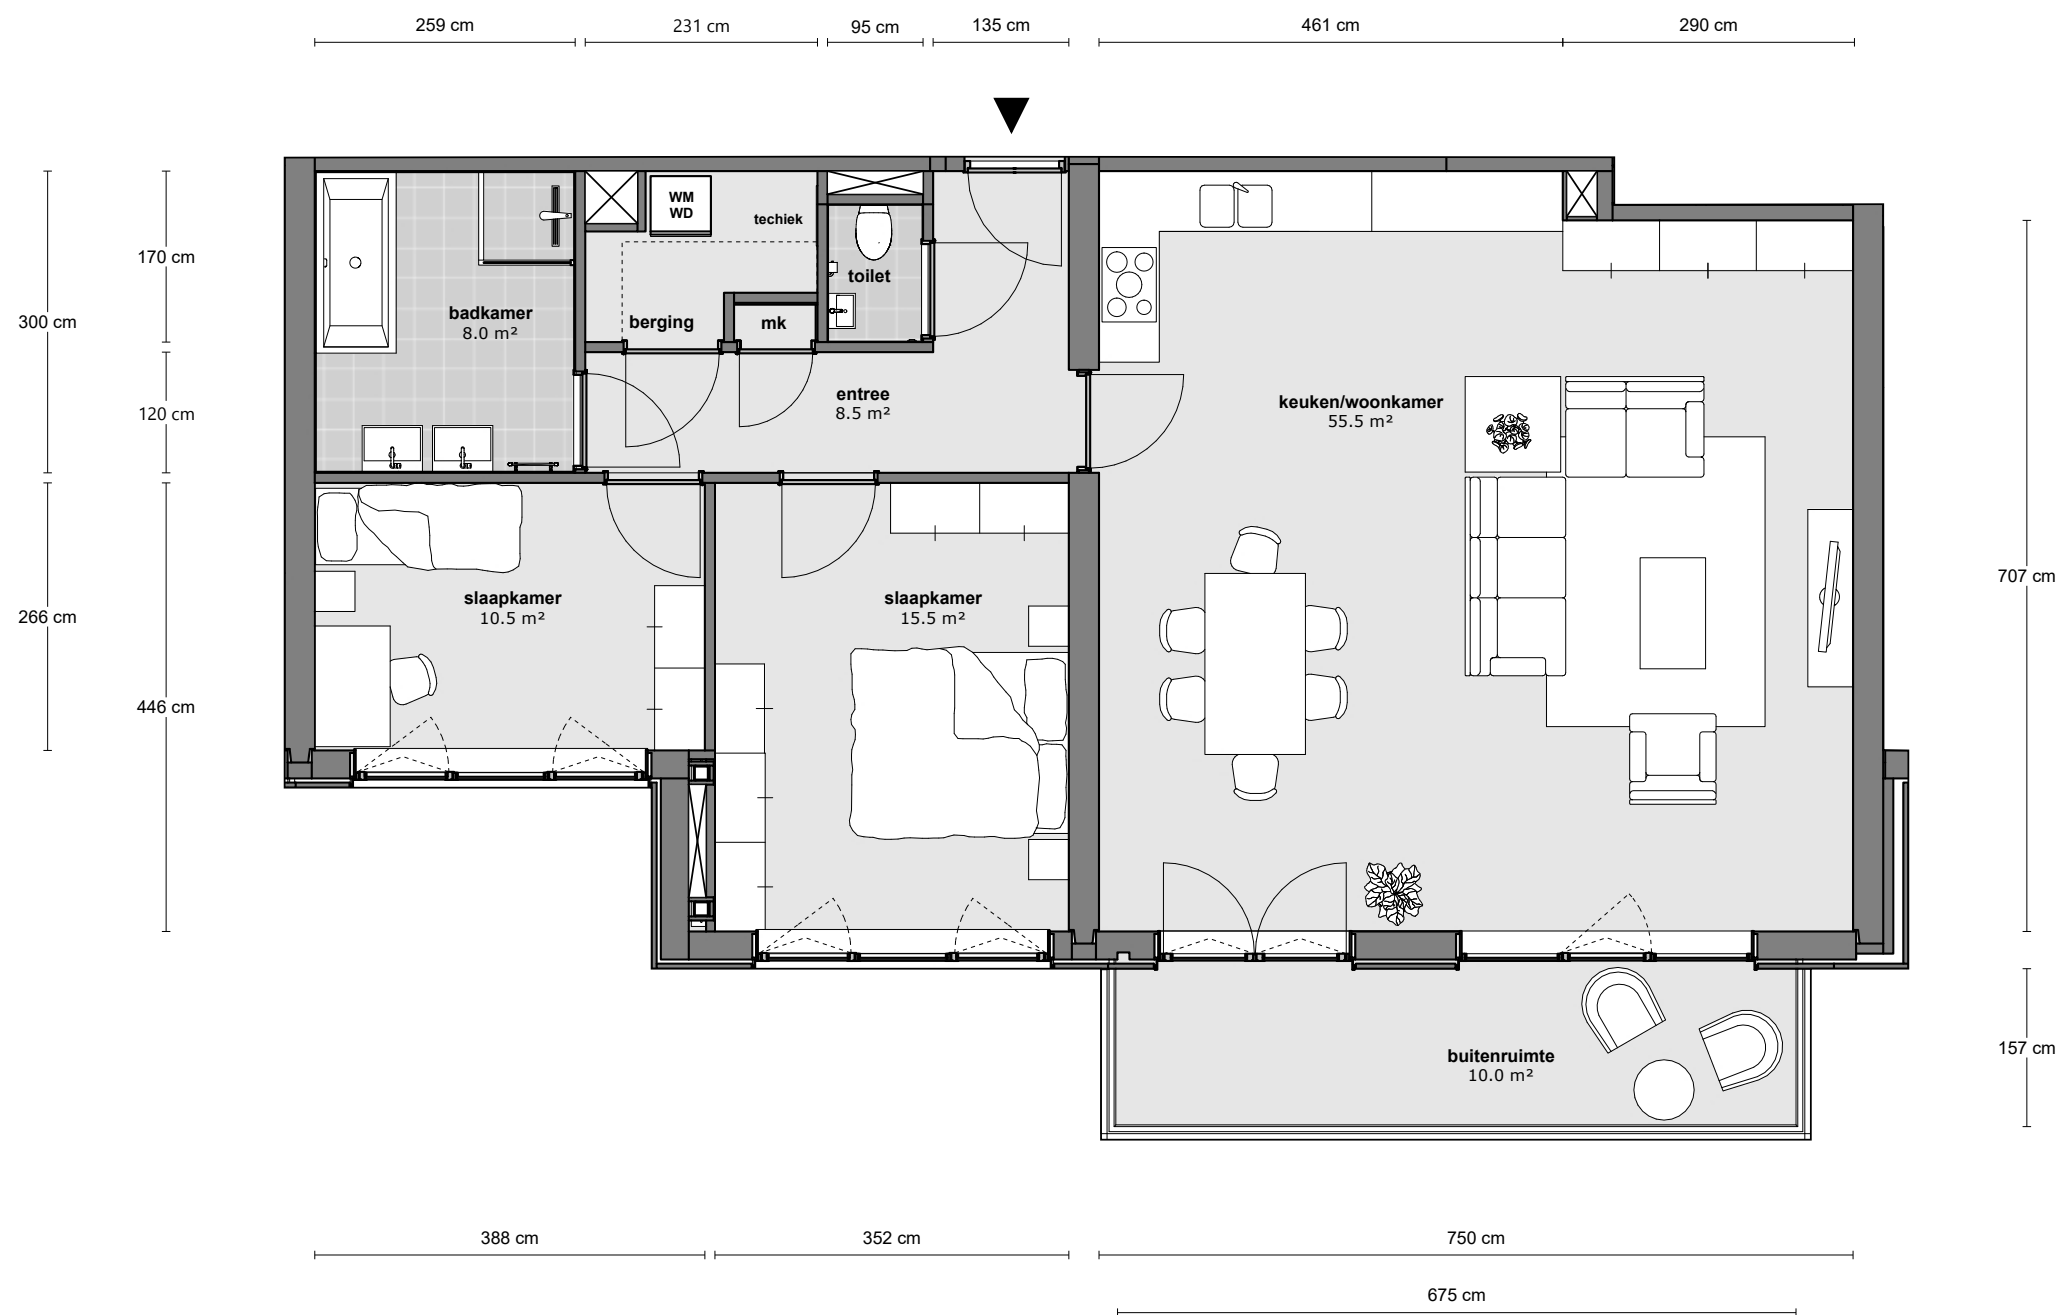 259 cm
231 cm
95 cm
135 cm
461 cm
290 cm
WM
WD
techiek
170 cm
toilet
badkamer
8.0 m²
berging
mk
300 cm
entree
8.5 m²
keuken/woonkamer
55.5 m²
120 cm
slaapkamer
10.5 m²
slaapkamer
15.5 m²
707 cm
266 cm
446 cm
buitenruimte
10.0 m²
157 cm
388 cm
352 cm
750 cm
675 cm